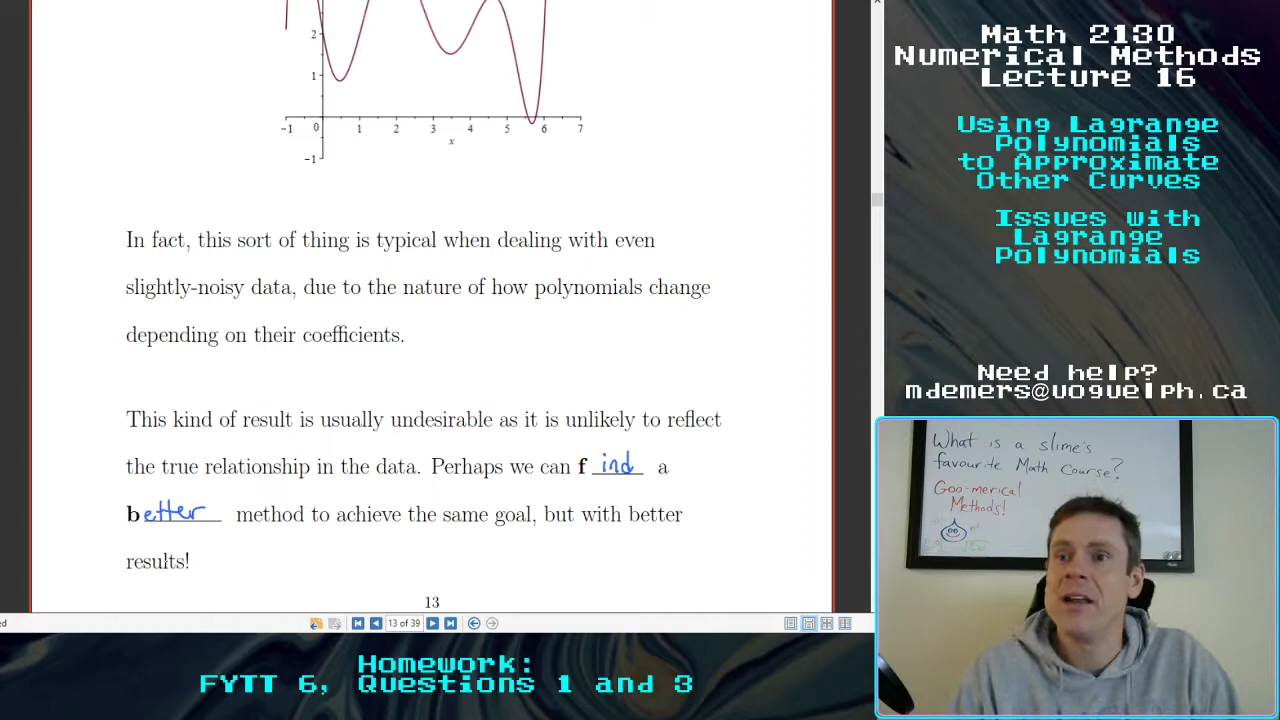 2
1
-1
0
1
2
3
4
5
6
7
x
-1
In fact, this sort of thing is typical when dealing with even
slightly-noisy data, due to the nature of how polynomials change
depending on their coefficients.
This kind of result is usually undesirable as it is unlikely to reflect
the true relationship in the data. Perhaps we can find a
better method to achieve the same goal, but with better
results!
13
13 of 39
Homework:
FYTT 6, Questions 1 and 3
Math 2130
Numerical Methods
Lecture 16
Using Lagrange
Polynomials
to Approximate
Other Curves
Issues with
Lagrange
Polynomials
Need help?
mdemers@uoguelph.ca
What is a slime's
favourite Math Course?
Goo-merical
Methods!